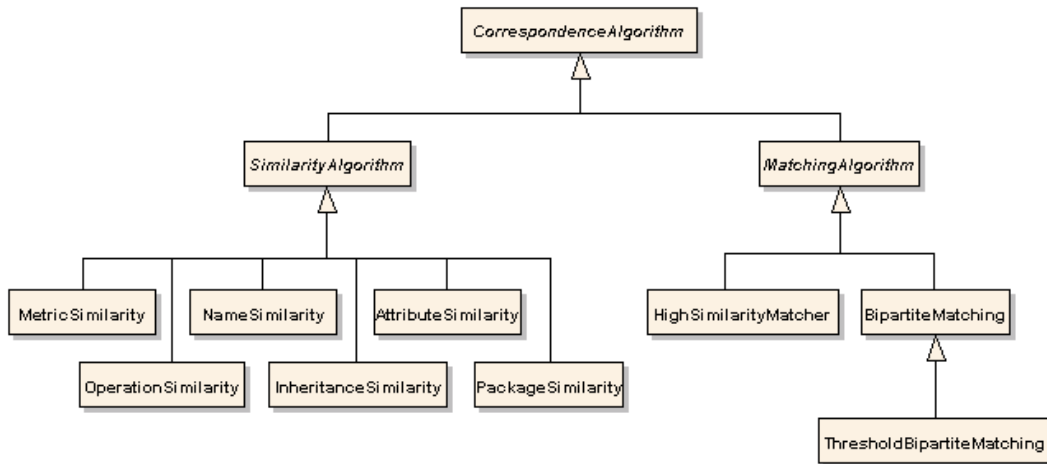 CorrespondenceAlgorithm
SimilarityAlgorithm
MatchingAlgorithm
MetricSimilarity
NameSimilarity
AttributeSimilarity
HighSimilarityMatcher
BipartiteMatching
OperationSimilarity
InheritanceSimilarity
PackageSimilarity
ThresholdBipartiteMatching